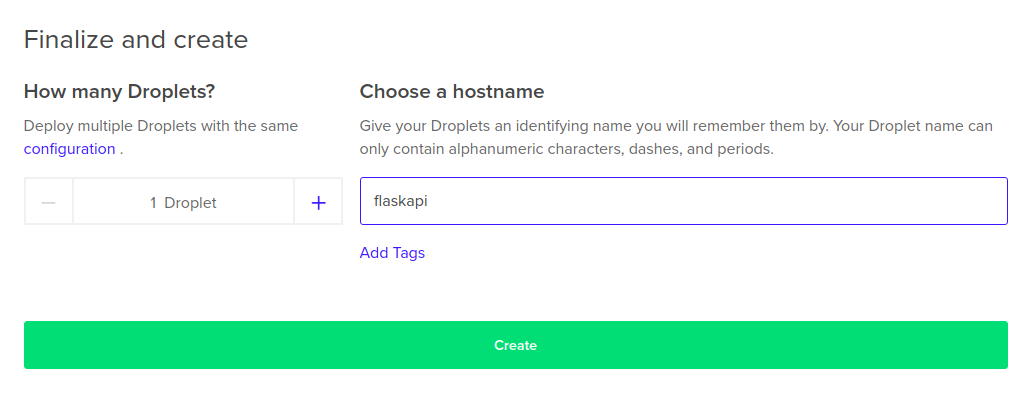 Finalize and create
How many Droplets?
Deploy multiple Droplets with the same
configuration .
1 Droplet
Choose a hostname
Give your Droplets an identifying name you will remember them by. Your Droplet name can
only contain alphanumeric characters, dashes, and periods.
flaskapi
Add Tags
Create